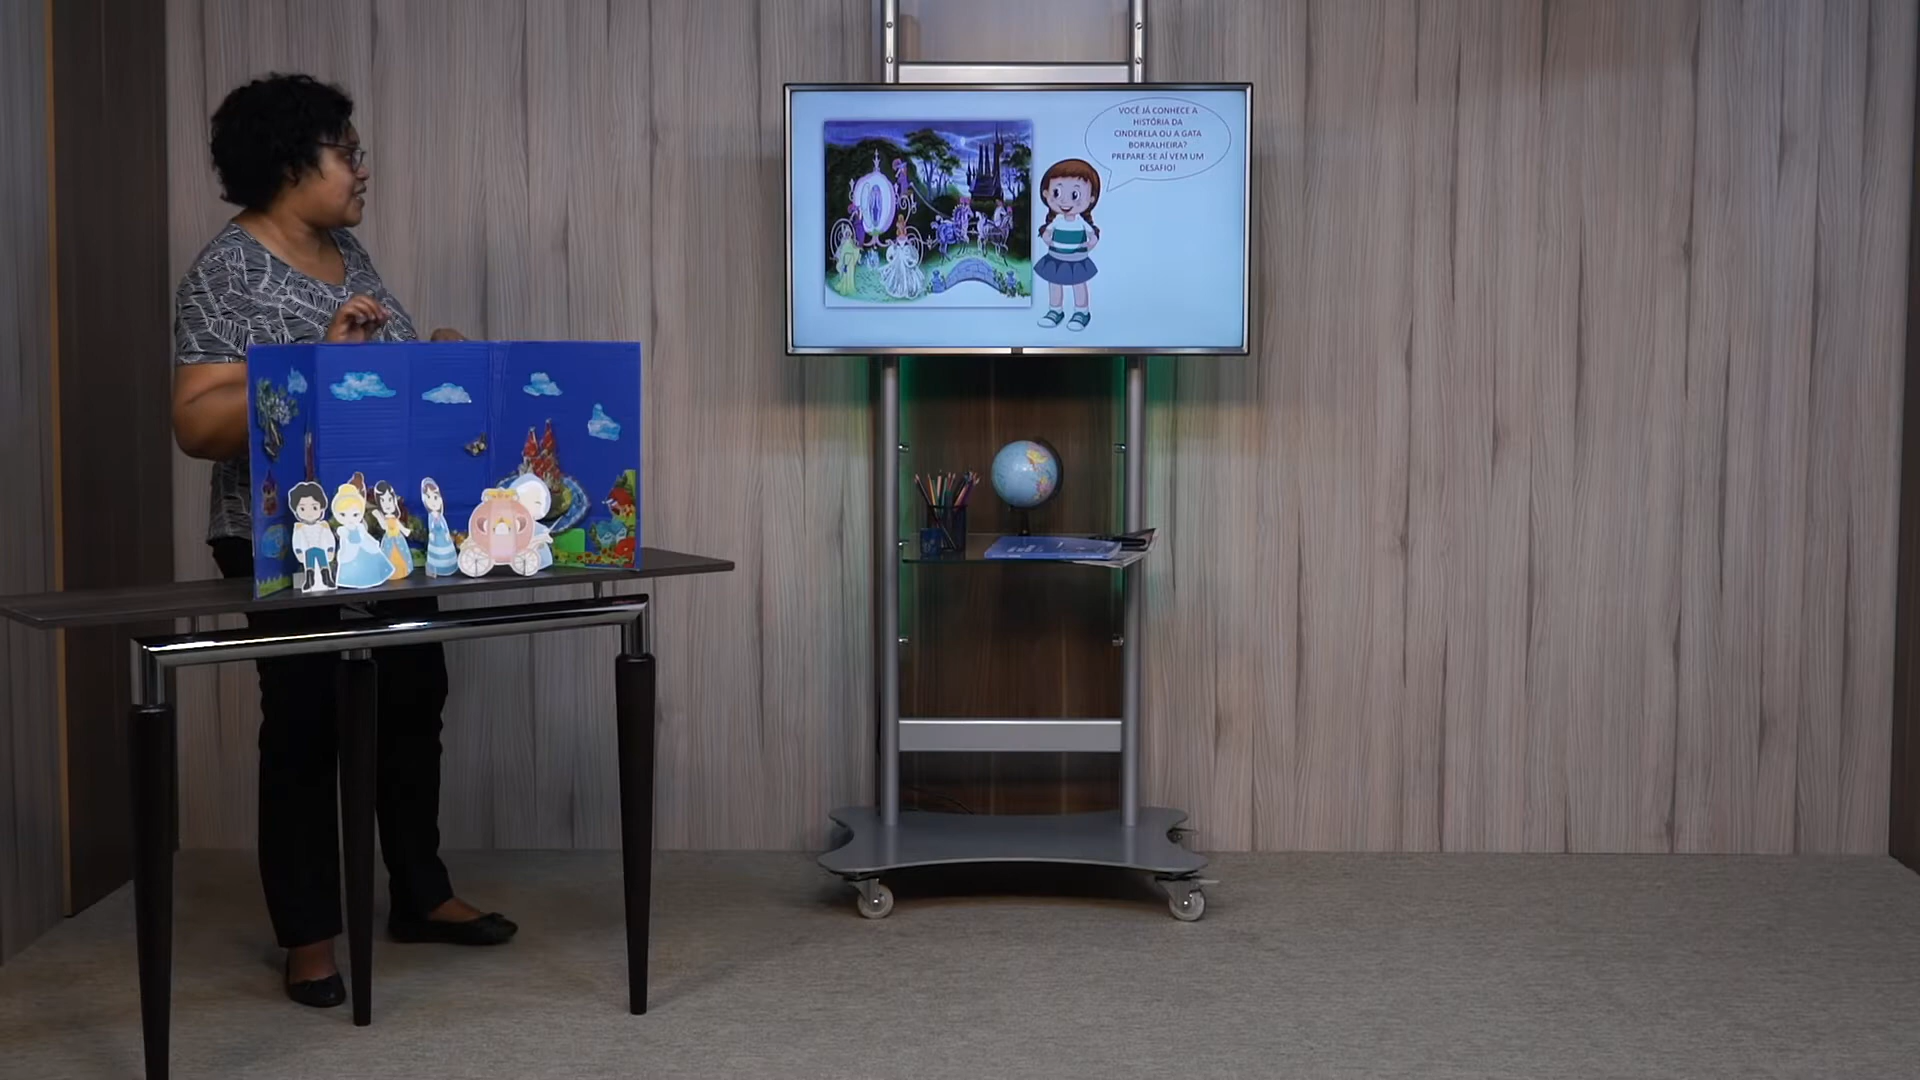 VOCÊ JÁ CONHECE A
HISTÓRIA DA
CINDERELA OU A GATA
BORRALHEIRA?
PREPARE-SE AÍ VEM UM
DESAFIO!